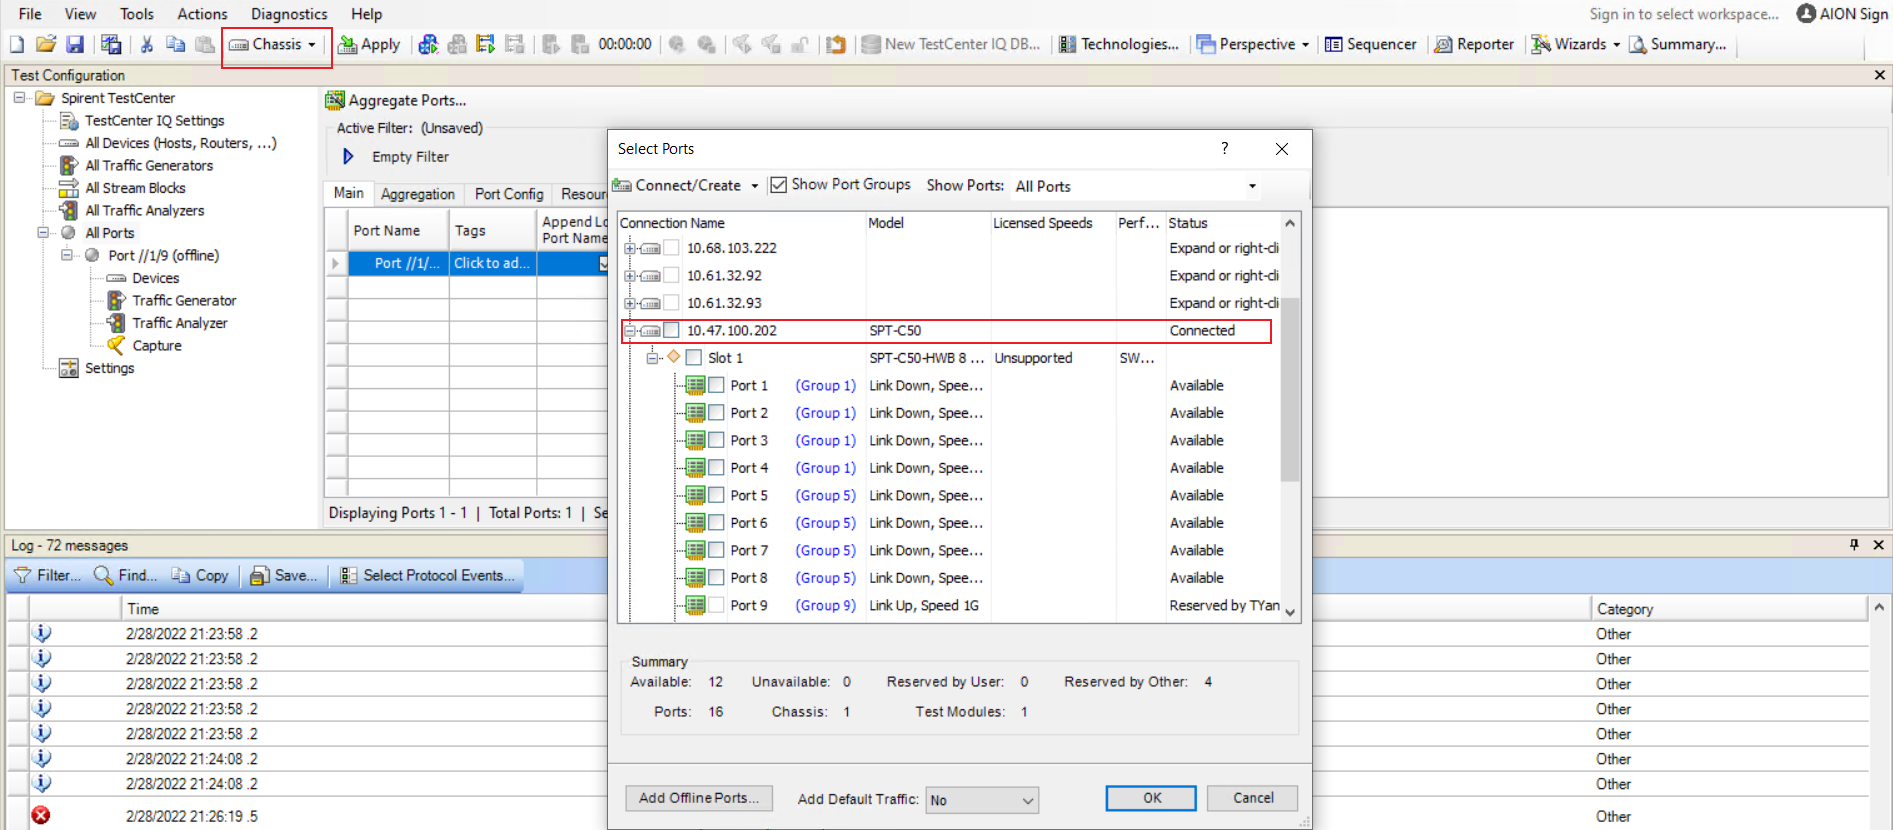 File View Tools Actions Diagnostics Help Sign in to select workspace... AION Sign
Chassis Apply 00:00:00 New TestCenter IQ DB... Technologies... Perspective Sequencer Reporter Wizards Summary...
Test Configuration
Spirent TestCenter
TestCenter IQ Settings
All Devices (Hosts, Routers, ...)
All Traffic Generators
All Stream Blocks
All Traffic Analyzers
All Ports
Port //1/9 (offline)
Devices
Traffic Generator
Traffic Analyzer
Capture
Settings
Aggregate Ports...
Active Filter: (Unsaved)
Empty Filter
Main Aggregation Port Config Resour
Port Name Tags Append Lo
Port Name
Port //1/... Click to ad...
Displaying Ports 1 - 1 | Total Ports: 1 | Se
Select Ports
Connect/Create Show Port Groups Show Ports: All Ports
Connection Name Model Licensed Speeds Perf... Status
10.68.103.222 Expand or right-cli
10.61.32.92 Expand or right-cli
10.61.32.93 Expand or right-cli
10.47.100.202 SPT-C50 Connected
Slot 1 SPT-C50-HWB 8 ... Unsupported SW...
Port 1 (Group 1) Link Down, Spee... Available
Port 2 (Group 1) Link Down, Spee... Available
Port 3 (Group 1) Link Down, Spee... Available
Port 4 (Group 1) Link Down, Spee... Available
Port 5 (Group 5) Link Down, Spee... Available
Port 6 (Group 5) Link Down, Spee... Available
Port 7 (Group 5) Link Down, Spee... Available
Port 8 (Group 5) Link Down, Spee... Available
Port 9 (Group 9) Link Up, Speed 1G Reserved by TYan
Summary
Available: 12 Unavailable: 0 Reserved by User: 0 Reserved by Other: 4
Ports: 16 Chassis: 1 Test Modules: 1
Add Offline Ports... Add Default Traffic: No OK Cancel
Log - 72 messages
Filter... Find... Copy Save... Select Protocol Events...
Time Category
2/28/2022 21:23:58 .2 Other
2/28/2022 21:23:58 .2 Other
2/28/2022 21:23:58 .2 Other
2/28/2022 21:23:58 .2 Other
2/28/2022 21:23:58 .2 Other
2/28/2022 21:24:08 .2 Other
2/28/2022 21:24:08 .2 Other
2/28/2022 21:26:19 .5 Other